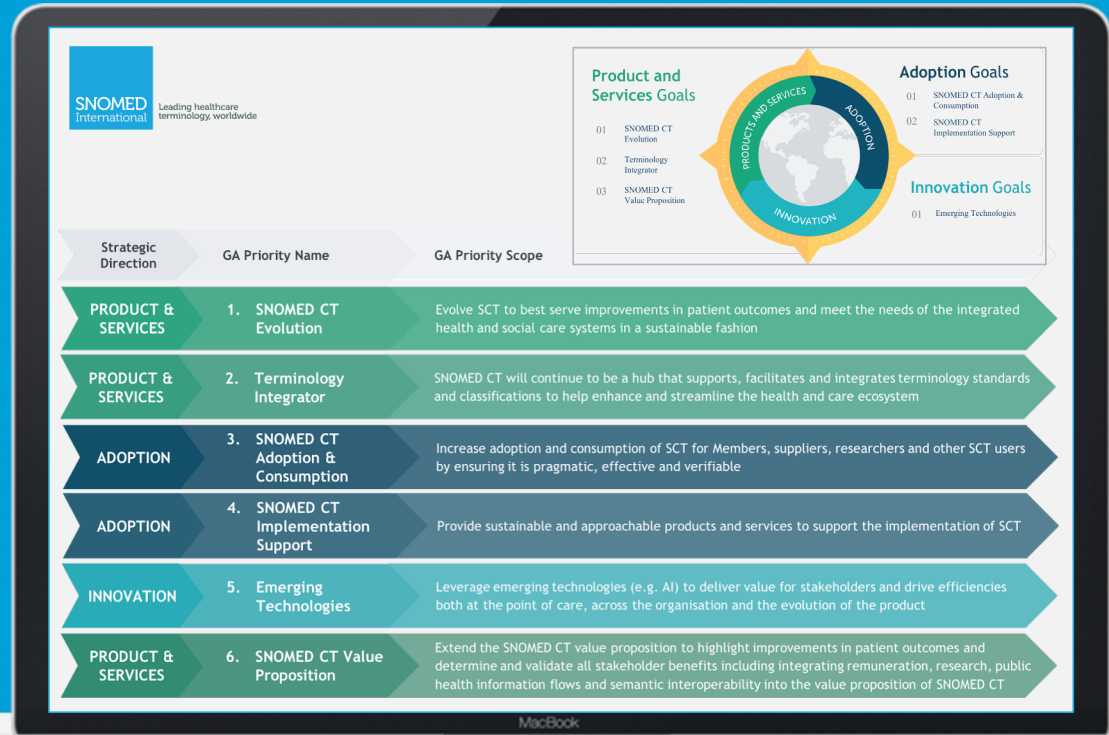 SNOMED
International
Leading healthcare
terminology, worldwide
Product and
Services Goals
01 SNOMED CT
Evolution
02 Terminology
Integrator
03 SNOMED CT
Value Proposition
PRODUCTS AND SERVICES
ADOPTION
INNOVATION
Adoption Goals
01 SNOMED CT Adoption &
Consumption
02 SNOMED CT
Implementation Support
Innovation Goals
01 Emerging Technologies
Strategic
Direction
GA Priority Name
GA Priority Scope
PRODUCT &
SERVICES
1. SNOMED CT
Evolution
Evolve SCT to best serve improvements in patient outcomes and meet the needs of the integrated
health and social care systems in a sustainable fashion
PRODUCT &
SERVICES
2. Terminology
Integrator
SNOMED CT will continue to be a hub that supports, facilitates and integrates terminology standards
and classifications to help enhance and streamline the health and care ecosystem
ADOPTION
3. SNOMED CT
Adoption &
Consumption
Increase adoption and consumption of SCT for Members, suppliers, researchers and other SCT users
by ensuring it is pragmatic, effective and verifiable
ADOPTION
4. SNOMED CT
Implementation
Support
Provide sustainable and approachable products and services to support the implementation of SCT
INNOVATION
5. Emerging
Technologies
Leverage emerging technologies (e.g. AI) to deliver value for stakeholders and drive efficiencies
both at the point of care, across the organisation and the evolution of the product
PRODUCT &
SERVICES
6. SNOMED CT Value
Proposition
Extend the SNOMED CT value proposition to highlight improvements in patient outcomes and
determine and validate all stakeholder benefits including integrating remuneration, research, public
health information flows and semantic interoperability into the value proposition of SNOMED CT
MacBook